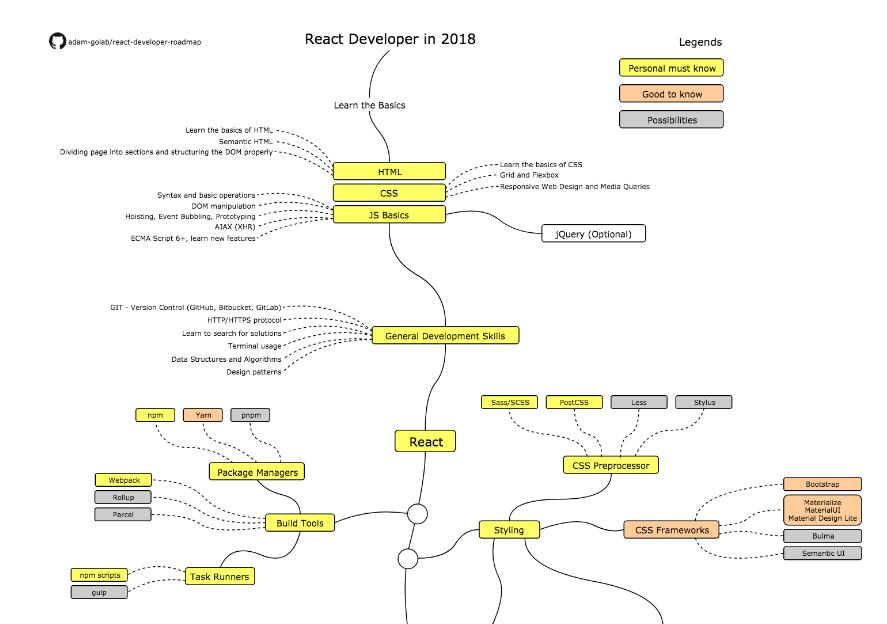 adam-golab/react-developer-roadmap
React Developer in 2018
Legends
Personal must know
Good to know
Possibilities
Learn the Basics
Learn the basics of HTML
Semantic HTML
Dividing page into sections and structuring the DOM properly
HTML
Learn the basics of CSS
Grid and Flexbox
Responsive Web Design and Media Queries
CSS
Syntax and basic operations
DOM manipulation
Hoisting, Event Bubbling, Prototyping
AJAX (XHR)
ECMA Script 6+, learn new features
JS Basics
jQuery (Optional)
GIT - Version Control (GitHub, Bitbucket, GitLab)
HTTP/HTTPS protocol
Learn to search for solutions
Terminal usage
Data Structures and Algorithms
Design patterns
General Development Skills
React
npm
Yarn
pnpm
Package Managers
Webpack
Rollup
Parcel
Build Tools
npm scripts
gulp
Task Runners
Sass/SCSS
PostCSS
Less
Stylus
CSS Preprocessor
Styling
CSS Frameworks
Bootstrap
Materialize
MaterialUI
Material Design Lite
Bulma
Semantic UI